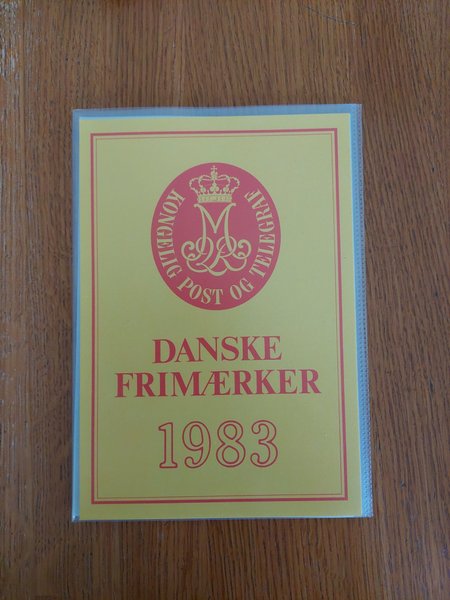 KONGELIG POST OG TELEGRAF
DANSKE
FRIMÆRKER
1983